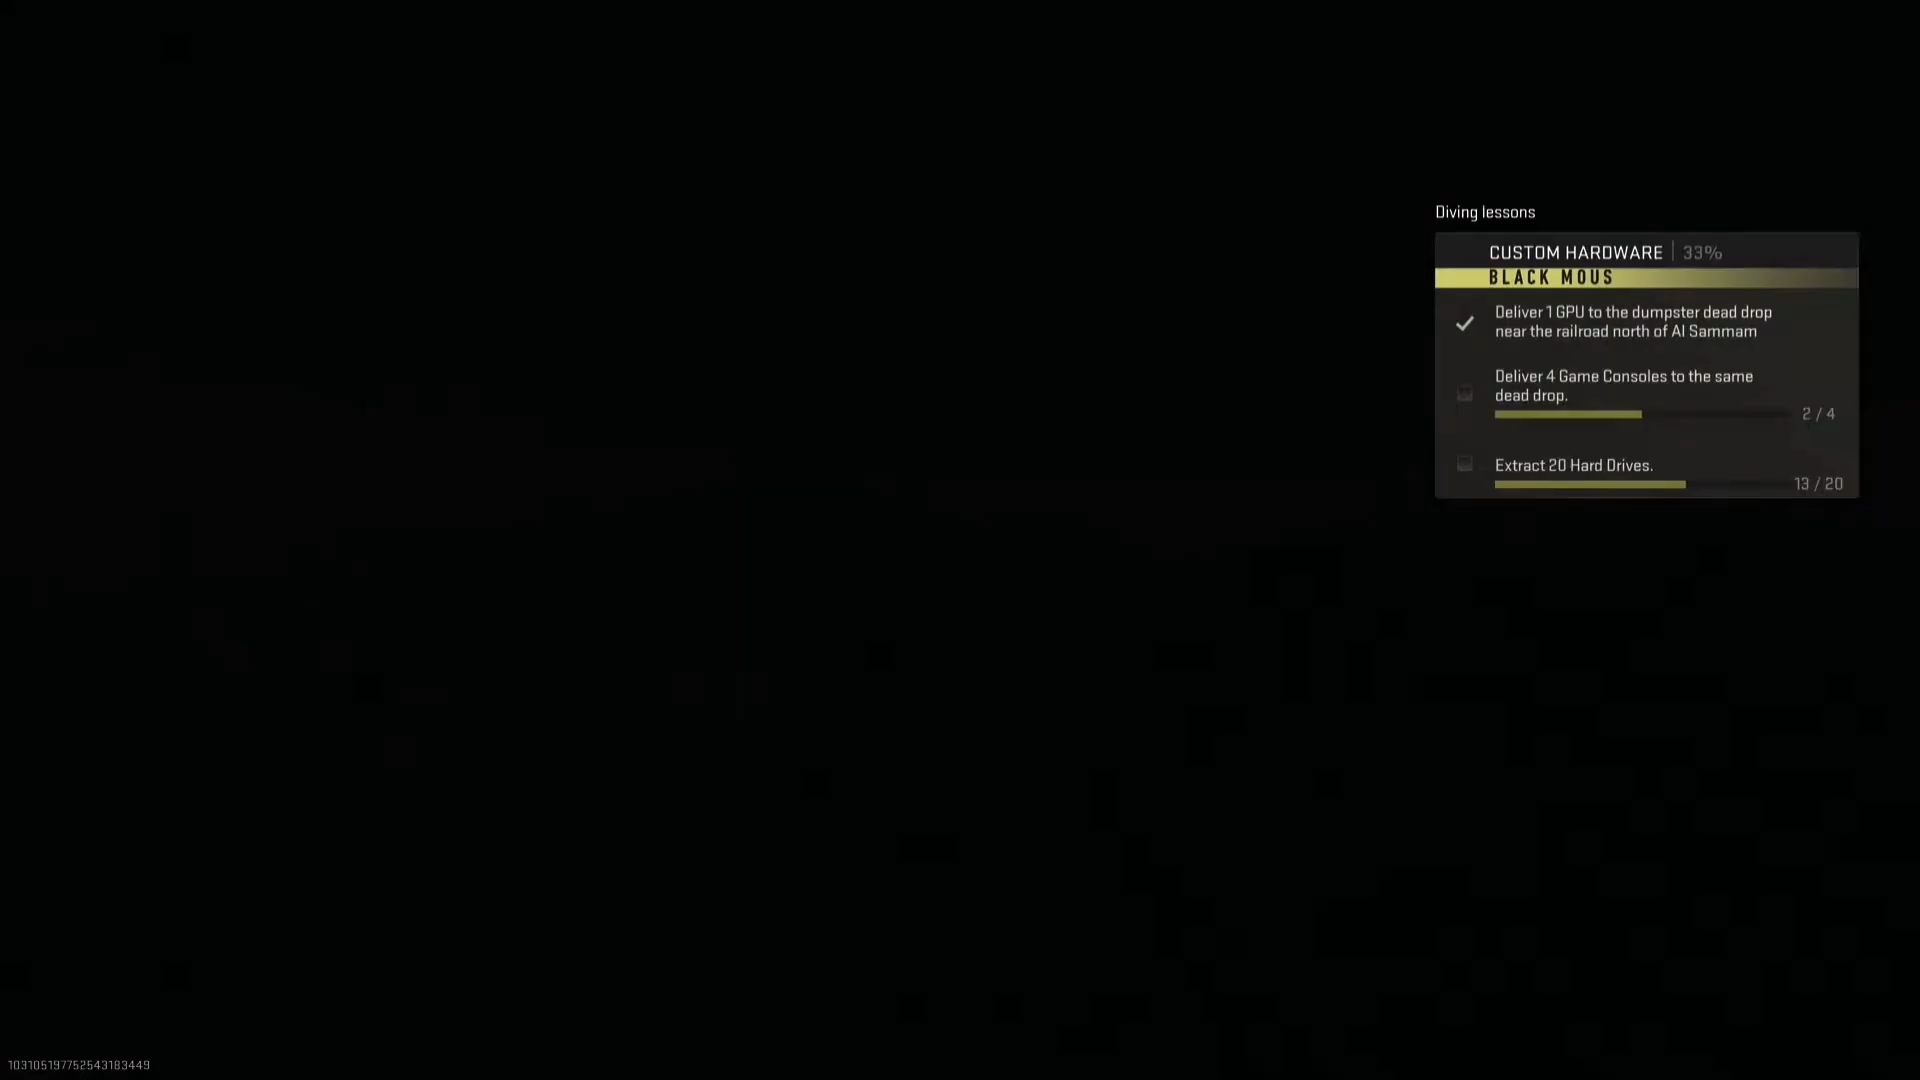 Diving lessons
CUSTOM HARDWARE | 33%
BLACK MOUS
Deliver 1 GPU to the dumpster dead drop
near the railroad north of Al Sammam
Deliver 4 Game Consoles to the same
dead drop.
2 / 4
Extract 20 Hard Drives.
13 / 20
103105197752543183449